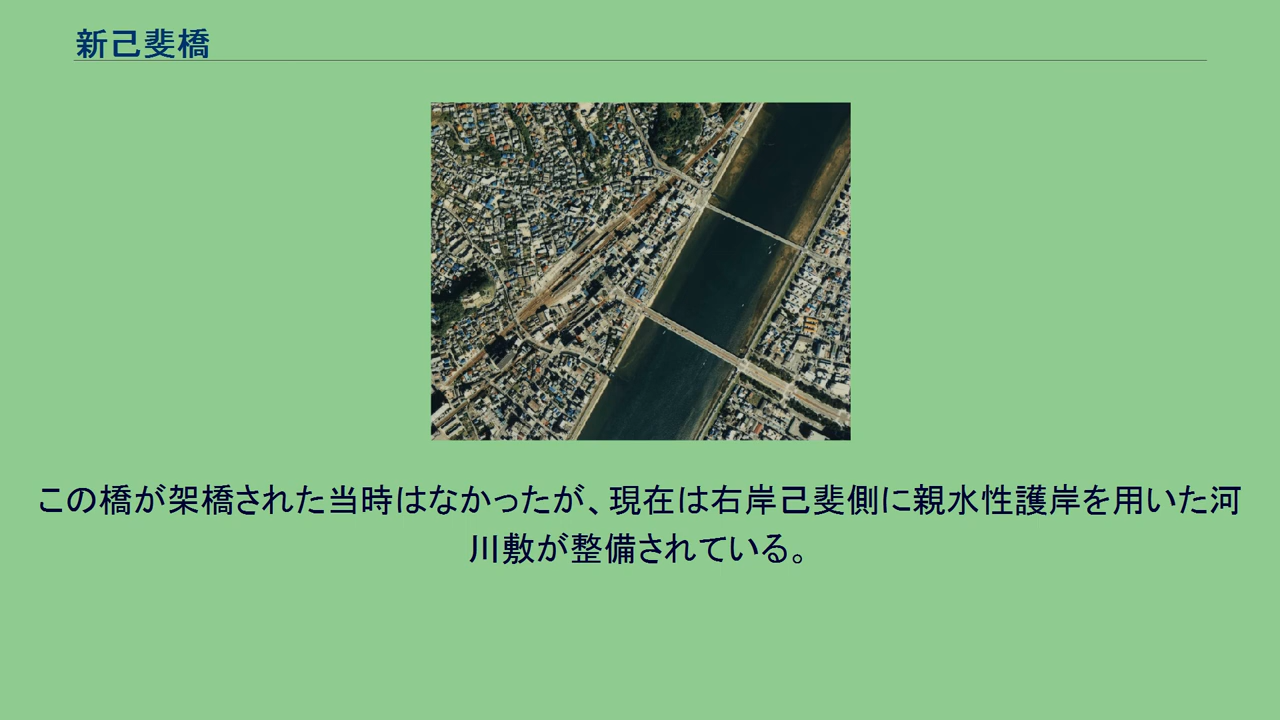 新己斐橋
この橋が架橋された当時はなかったが、現在は右岸己斐側に親水性護岸を用いた河
川敷が整備されている。